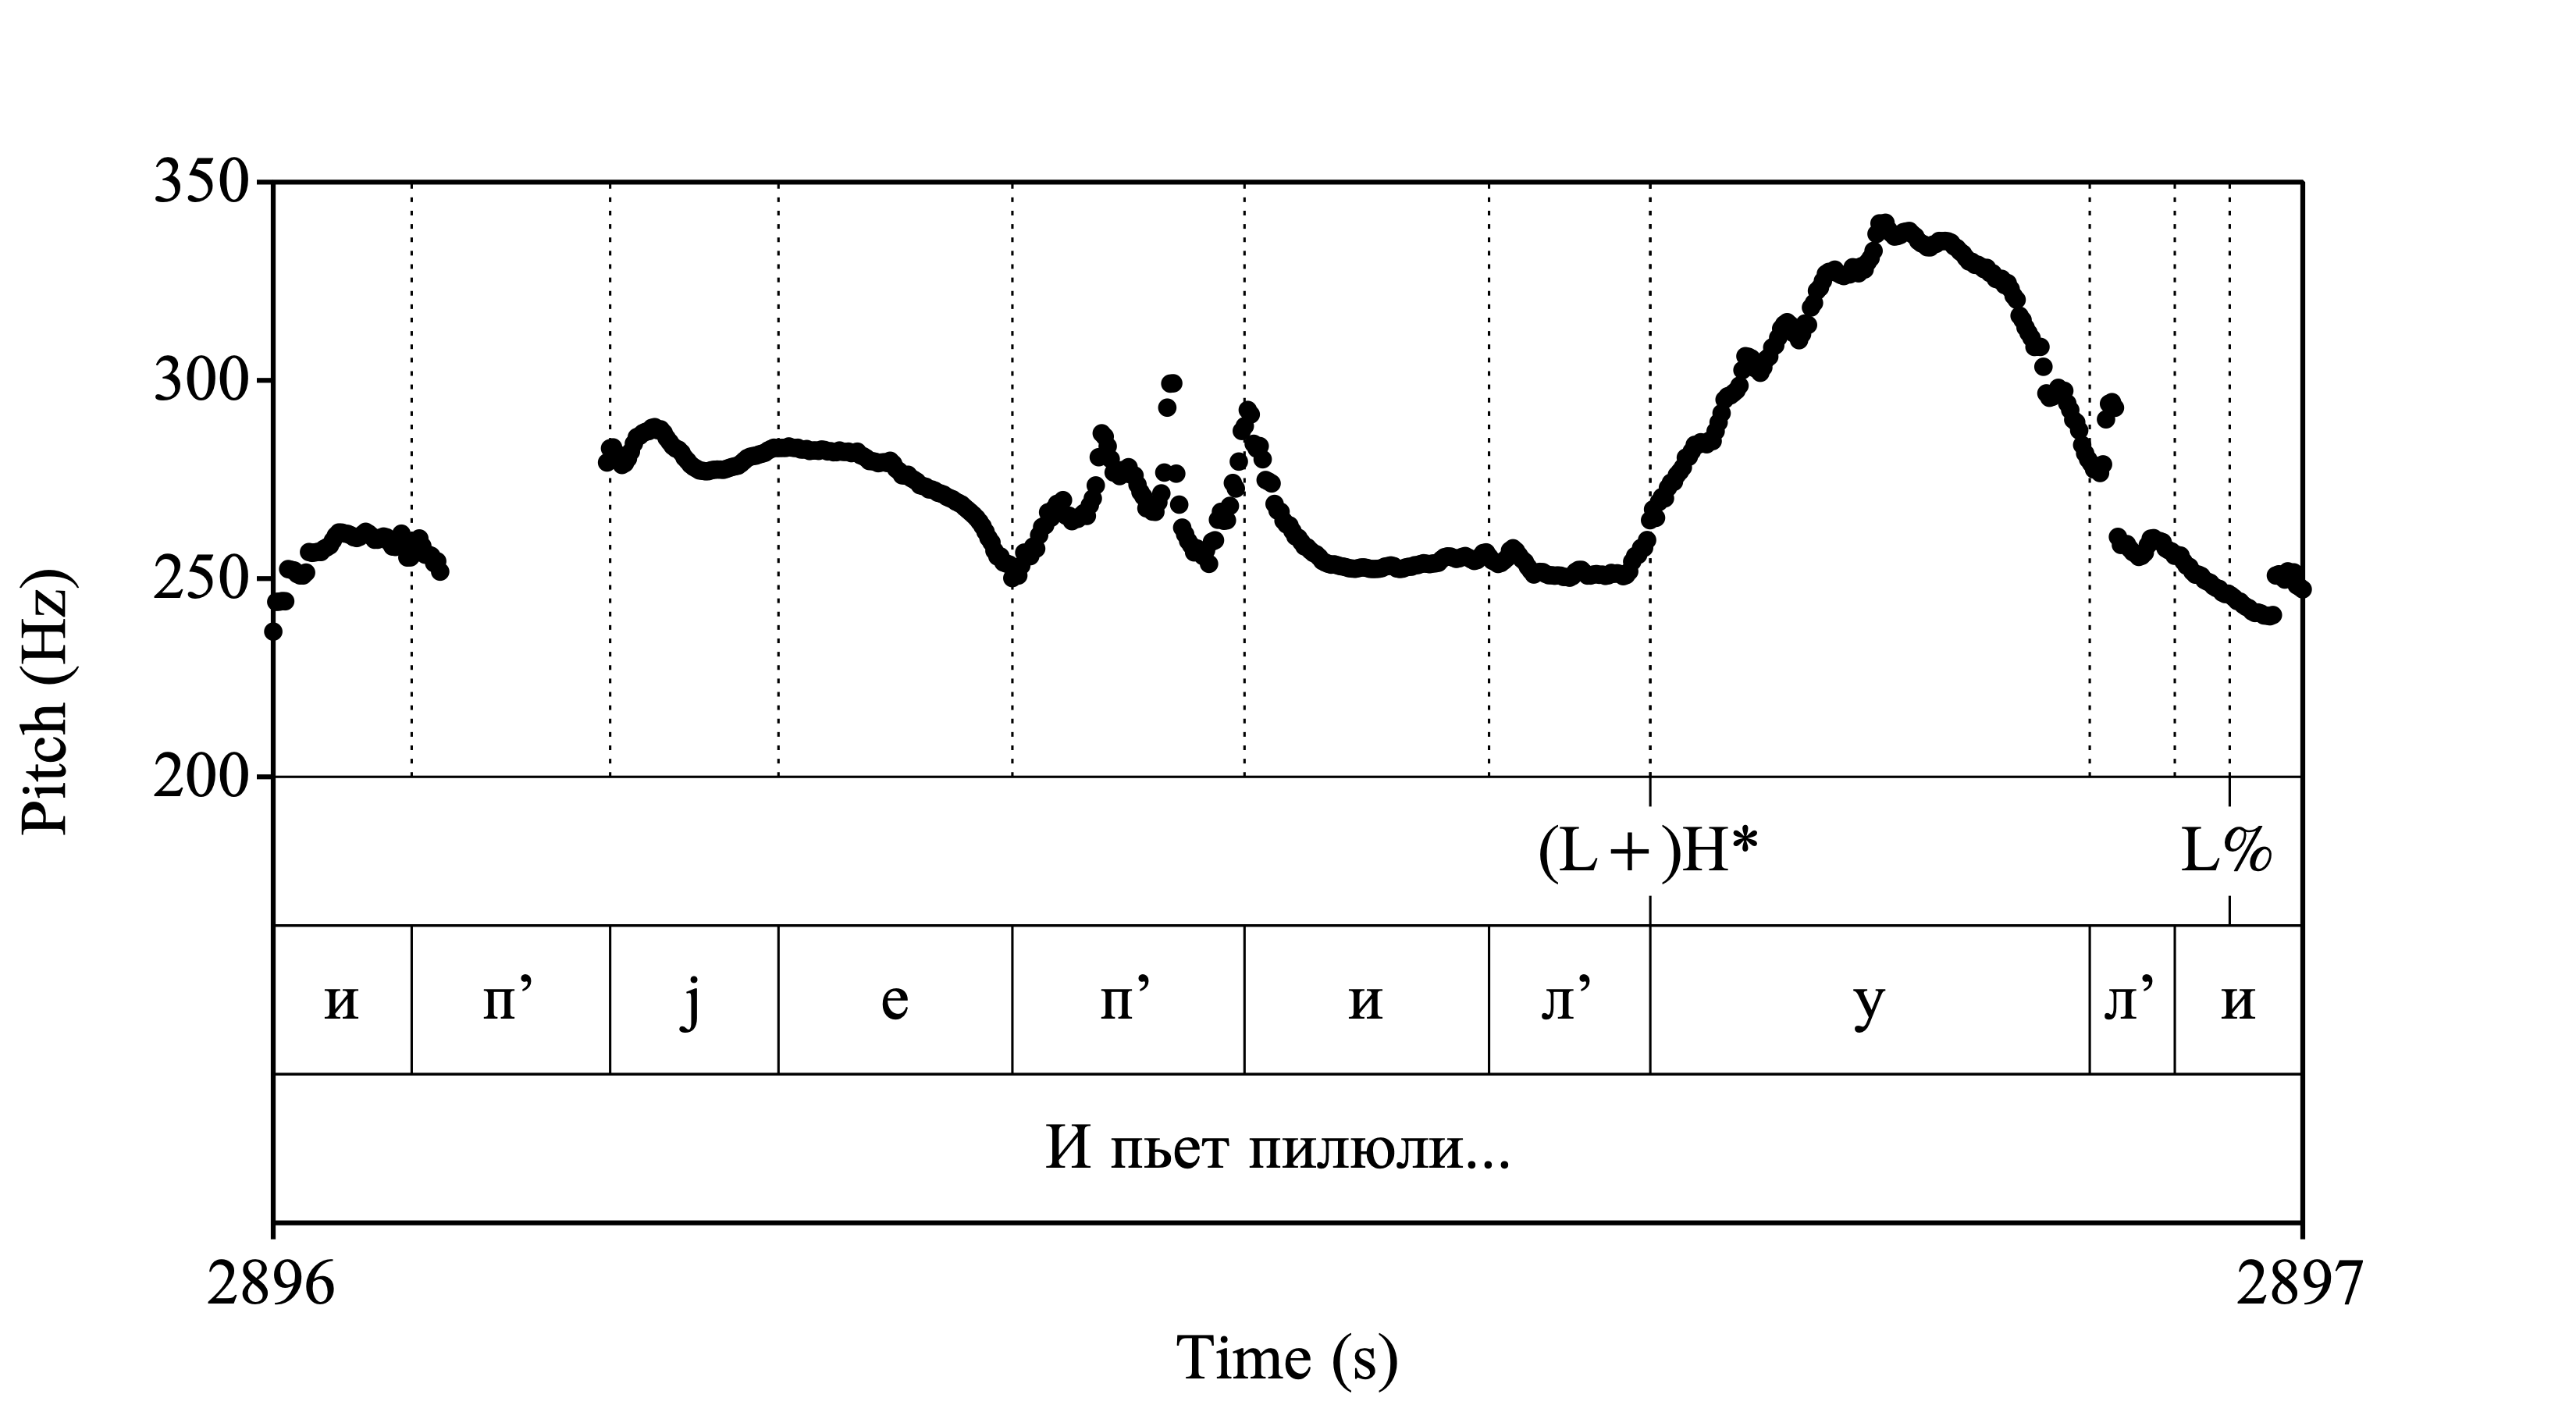 350
300
250
200
Pitch (Hz)
(L+)H* L%
и п’ j е п’ и л’ у л’ и
И пьет пилюли...
2896 2897
Time (s)